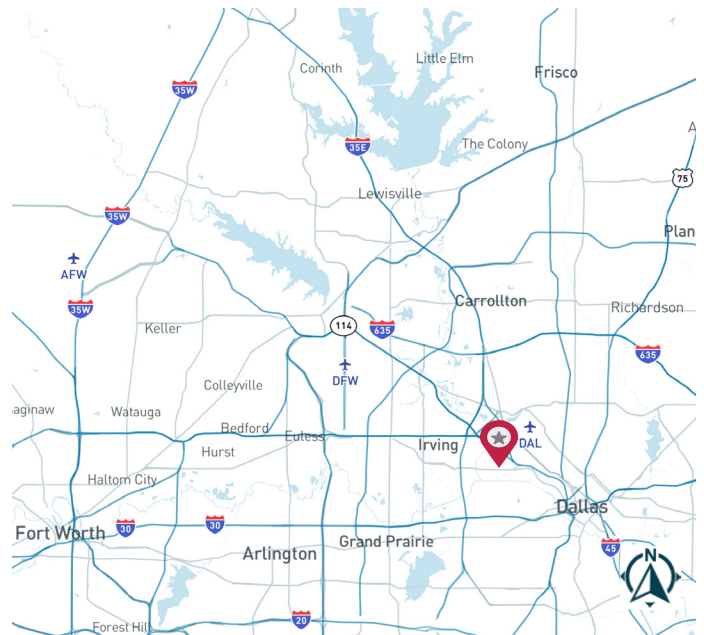 Little Elm
Corinth
Frisco
35W
A
The Colony
35E
75
Lewisville
35W
Plan
AFW
Carrollton
35W
Richardson
Keller
114
635
635
DFW
Colleyville
aginaw
Watauga
Bedford
Euless
Irving
DAL
Hurst
Haltom City
Dallas
Fort Worth
30
30
Grand Prairie
Arlington
45
N
20
Forest Hill